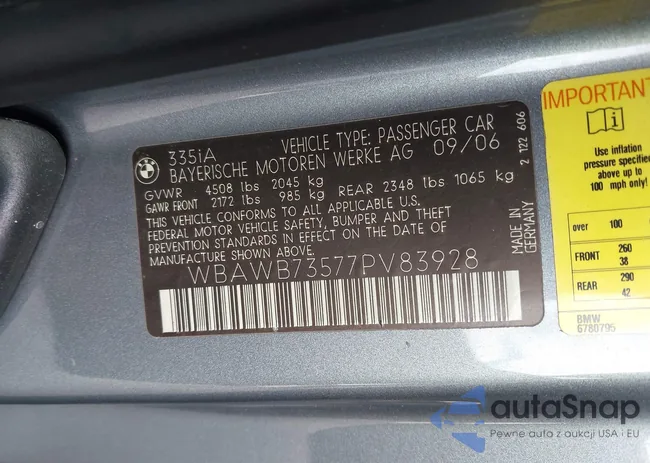 335iA VEHICLE TYPE: PASSENGER CAR
BAYERISCHE MOTOREN WERKE AG 09/06
GVWR 4508 lbs 2045 kg
GAWR FRONT 2172 lbs 985 kg REAR 2348 lbs 1065 kg
THIS VEHICLE CONFORMS TO ALL APPLICABLE U.S.
FEDERAL MOTOR VEHICLE SAFETY, BUMPER AND THEFT
PREVENTION STANDARDS IN EFFECT ON THE DATE OF
MANUFACTURE SHOWN ABOVE.
WBAWB73577PV83928
MADE IN
GERMANY
2 122 606
IMPORTANT
i
Use inflation
pressure specified
may be up to
100 mph only!
over 100
FRONT 260
38
REAR 290
42
BMW
6780795
autaSnap
Pewne auta z aukcji USA i EU